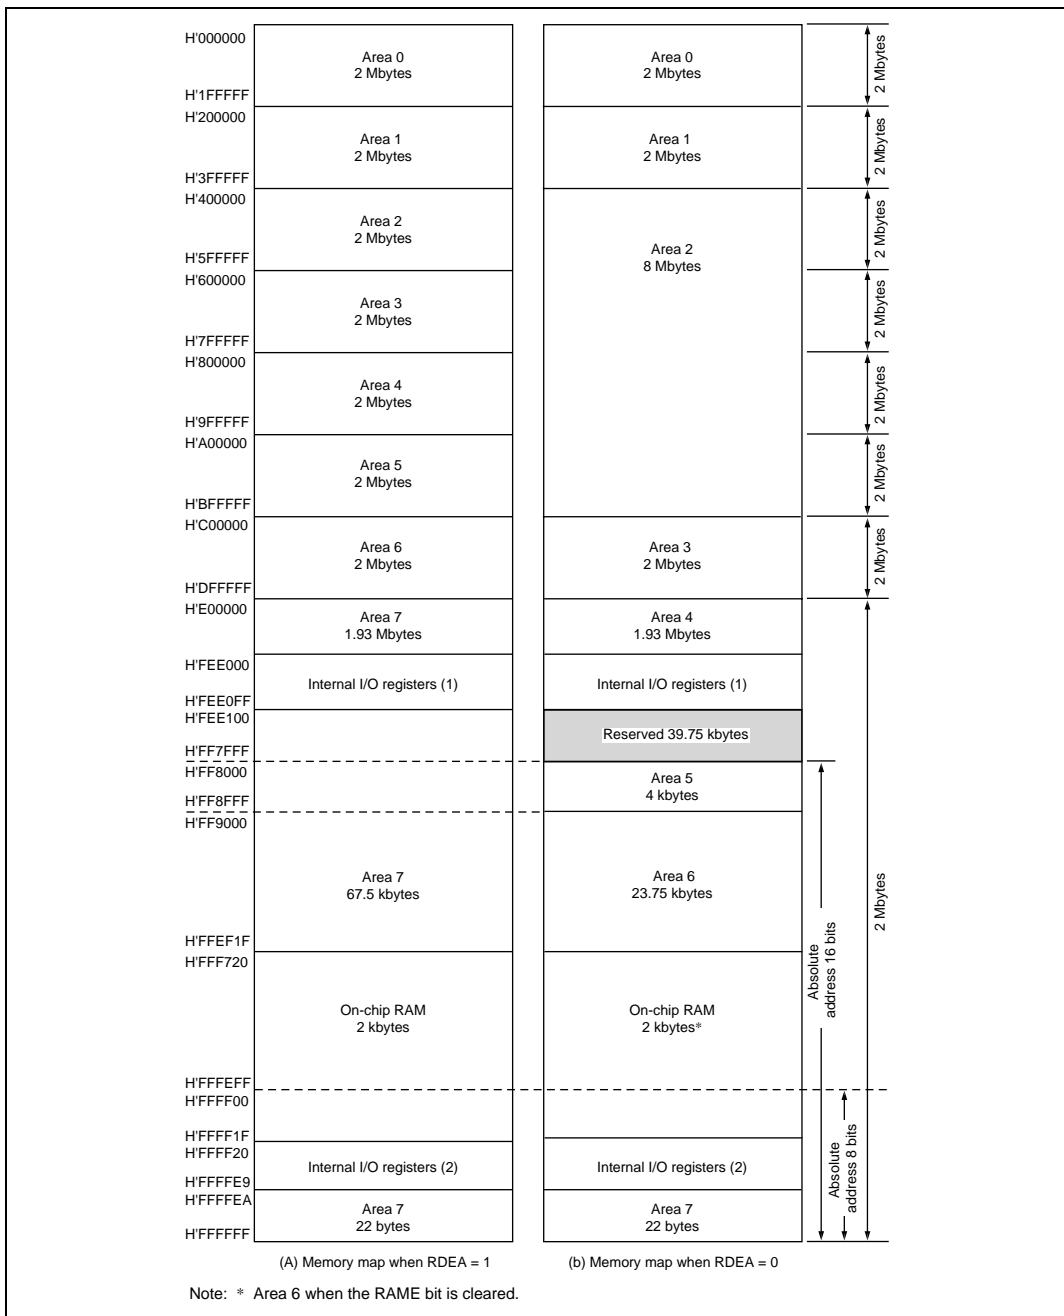 H'000000
Area 0
2 Mbytes
Area 0
2 Mbytes
2 Mbytes
H'1FFFFF
H'200000
Area 1
2 Mbytes
Area 1
2 Mbytes
2 Mbytes
H'3FFFFF
H'400000
Area 2
2 Mbytes
Area 2
8 Mbytes
2 Mbytes
H'5FFFFF
H'600000
Area 3
2 Mbytes
2 Mbytes
H'7FFFFF
H'800000
Area 4
2 Mbytes
2 Mbytes
H'9FFFFF
H'A00000
Area 5
2 Mbytes
2 Mbytes
H'BFFFFF
H'C00000
Area 6
2 Mbytes
Area 3
2 Mbytes
2 Mbytes
H'DFFFFF
H'E00000
Area 7
1.93 Mbytes
Area 4
1.93 Mbytes
H'FEE000
Internal I/O registers (1)
Internal I/O registers (1)
H'FEE0FF
H'FEE100
Reserved 39.75 kbytes
H'FF7FFF
H'FF8000
Area 5
4 kbytes
H'FF8FFF
H'FF9000
Area 7
67.5 kbytes
Area 6
23.75 kbytes
2 Mbytes
Absolute
address 16 bits
H'FFEF1F
H'FFF720
On-chip RAM
2 kbytes
On-chip RAM
2 kbytes*
H'FFFEFF
H'FFFF00
H'FFFF1F
H'FFFF20
Internal I/O registers (2)
Internal I/O registers (2)
Absolute
address 8 bits
H'FFFFE9
H'FFFFEA
Area 7
22 bytes
Area 7
22 bytes
H'FFFFFF
(A) Memory map when RDEA = 1
(b) Memory map when RDEA = 0
Note: * Area 6 when the RAME bit is cleared.